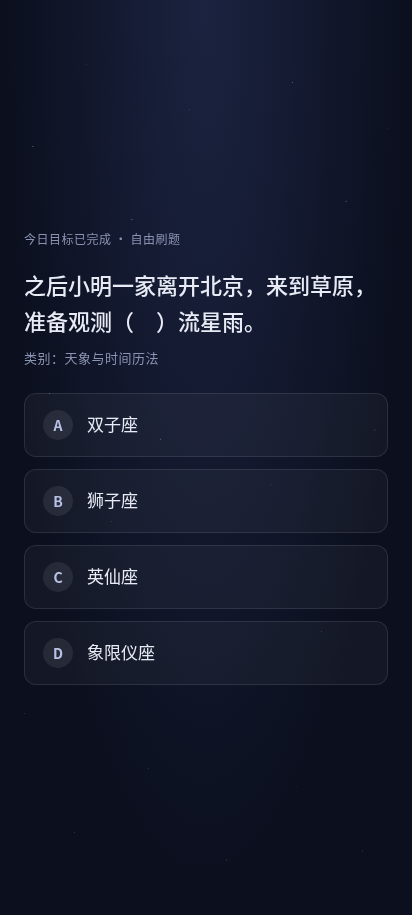 今日目标已完成 · 自由刷题
之后小明一家离开北京，来到草原，
准备观测（　）流星雨。
类别：天象与时间历法
A 双子座
B 狮子座
C 英仙座
D 象限仪座